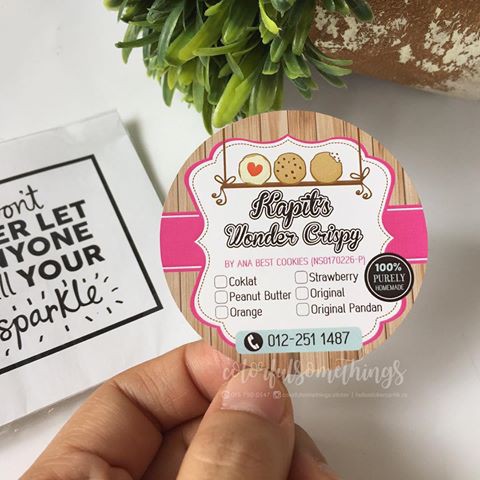 on't
ER LET
NYONE
ll YOUR
sparkle
Kapit's
Wonder Crispy
BY ANA BEST COOKIES (NS0170226-P)
Coklat
Strawberry
Peanut Butter
Original
Orange
Original Pandan
100%
PURELY
HOMEMADE
012-251 1487
colorfulsomethings